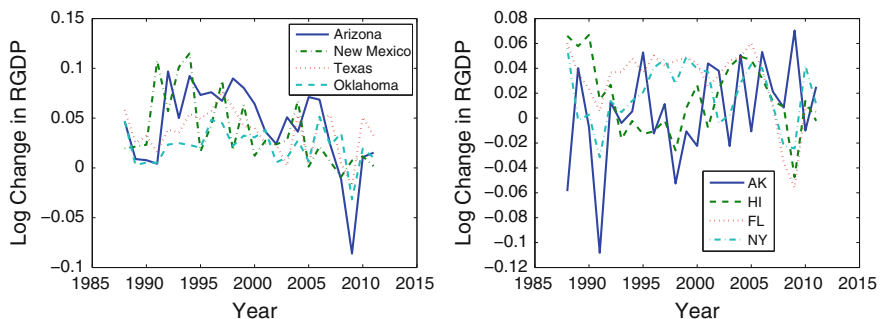 Log Change in RGDP
0.15
0.1
0.05
0
−0.05
−0.1
1985 1990 1995 2000 2005 2010 2015
Year
Arizona
New Mexico
Texas
Oklahoma
Log Change in RGDP
0.08
0.06
0.04
0.02
0
−0.02
−0.04
−0.06
−0.08
−0.1
−0.12
1985 1990 1995 2000 2005 2010 2015
Year
AK
HI
FL
NY